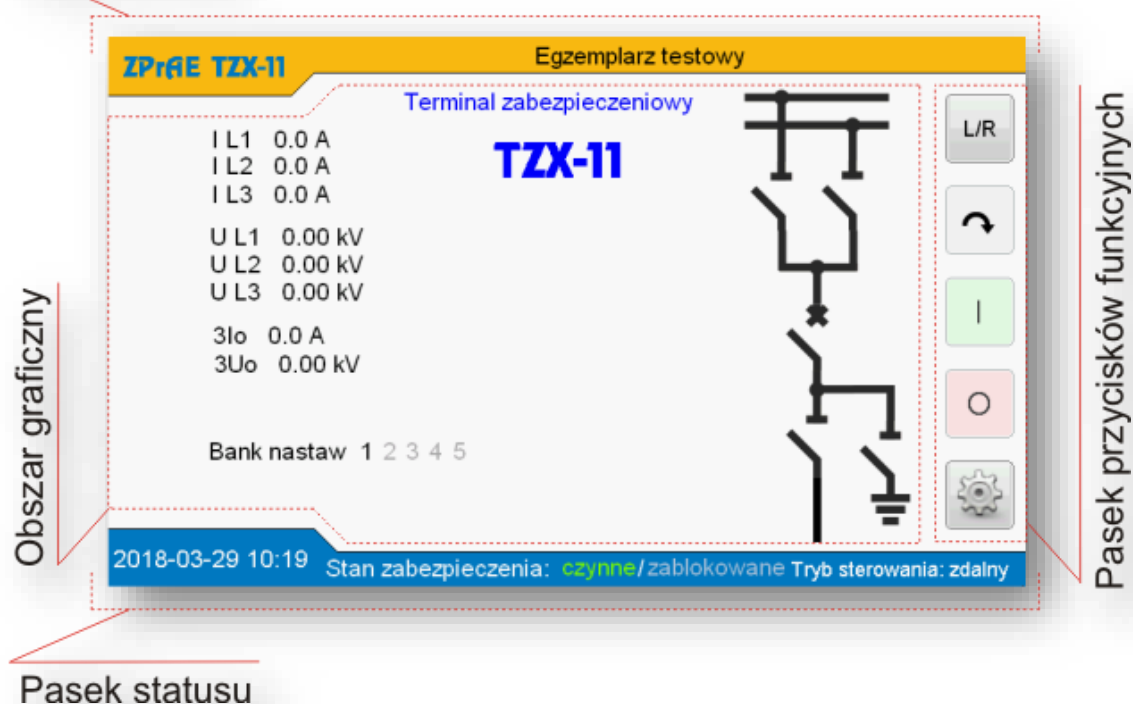 ZPrAE TZX-11
Egzemplarz testowy
Terminal zabezpieczeniowy
TZX-11
I L1 0.0 A
I L2 0.0 A
I L3 0.0 A
U L1 0.00 kV
U L2 0.00 kV
U L3 0.00 kV
3Io 0.0 A
3Uo 0.00 kV
Bank nastaw 1 2 3 4 5
L/R
I
O
2018-03-29 10:19
Stan zabezpieczenia: czynne/zablokowane
Tryb sterowania: zdalny
Obszar graficzny
Pasek przycisków funkcyjnych
Pasek statusu